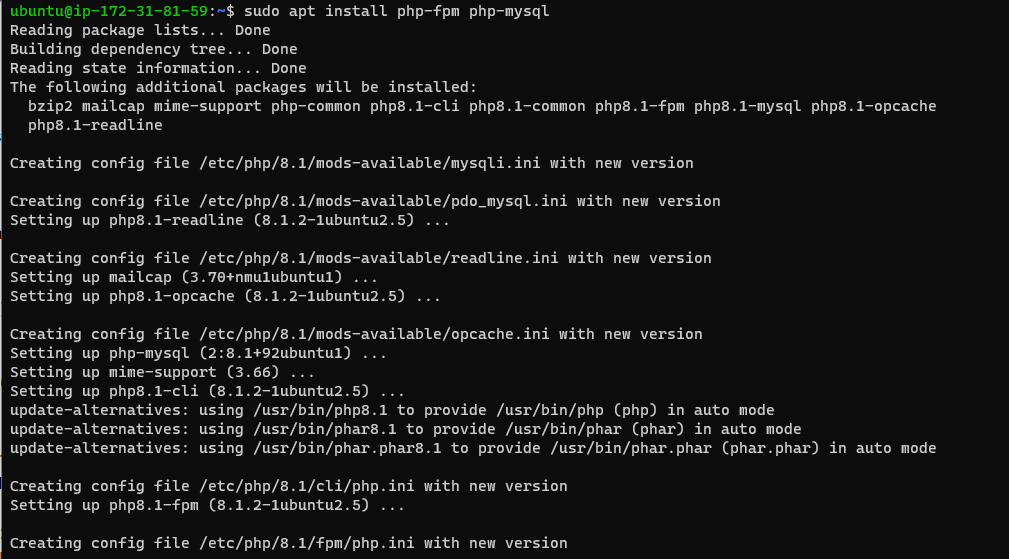 ubuntu@ip-172-31-81-59:~$ sudo apt install php-fpm php-mysql
Reading package lists... Done
Building dependency tree... Done
Reading state information... Done
The following additional packages will be installed:
  bzip2 mailcap mime-support php-common php8.1-cli php8.1-common php8.1-fpm php8.1-mysql php8.1-opcache
  php8.1-readline
Creating config file /etc/php/8.1/mods-available/mysqli.ini with new version
Creating config file /etc/php/8.1/mods-available/pdo_mysql.ini with new version
Setting up php8.1-readline (8.1.2-1ubuntu2.5) ...
Creating config file /etc/php/8.1/mods-available/readline.ini with new version
Setting up mailcap (3.70+nmu1ubuntu1) ...
Setting up php8.1-opcache (8.1.2-1ubuntu2.5) ...
Creating config file /etc/php/8.1/mods-available/opcache.ini with new version
Setting up php-mysql (2:8.1+92ubuntu1) ...
Setting up mime-support (3.66) ...
Setting up php8.1-cli (8.1.2-1ubuntu2.5) ...
update-alternatives: using /usr/bin/php8.1 to provide /usr/bin/php (php) in auto mode
update-alternatives: using /usr/bin/phar8.1 to provide /usr/bin/phar (phar) in auto mode
update-alternatives: using /usr/bin/phar.phar8.1 to provide /usr/bin/phar.phar (phar.phar) in auto mode
Creating config file /etc/php/8.1/cli/php.ini with new version
Setting up php8.1-fpm (8.1.2-1ubuntu2.5) ...
Creating config file /etc/php/8.1/fpm/php.ini with new version